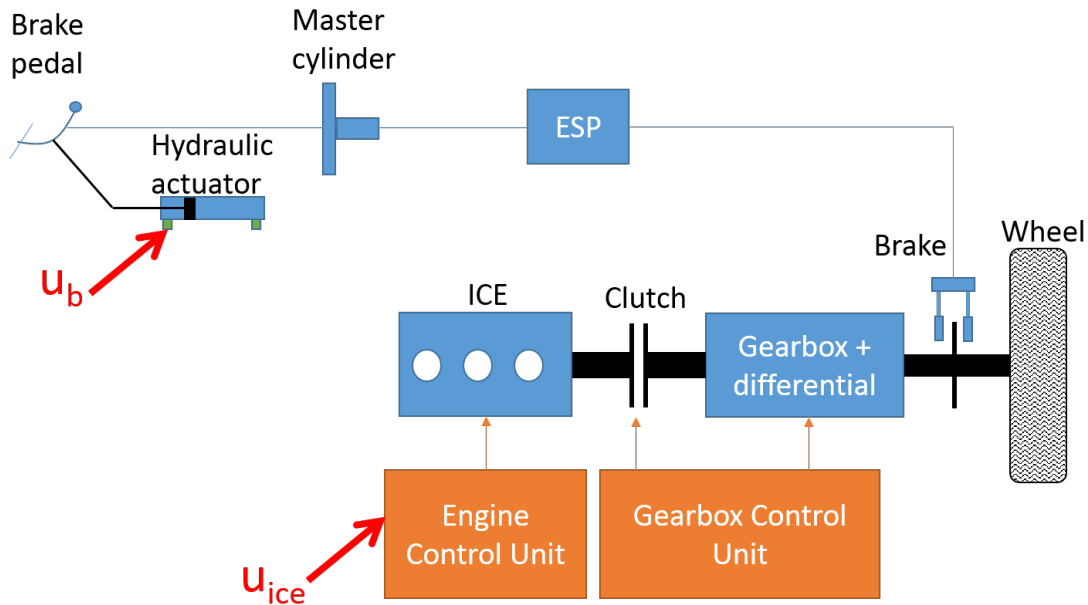 Brake
pedal
Master
cylinder
ESP
Hydraulic
actuator
u_b
Brake
Wheel
ICE
Clutch
Gearbox +
differential
Engine
Control Unit
Gearbox Control
Unit
u_ice